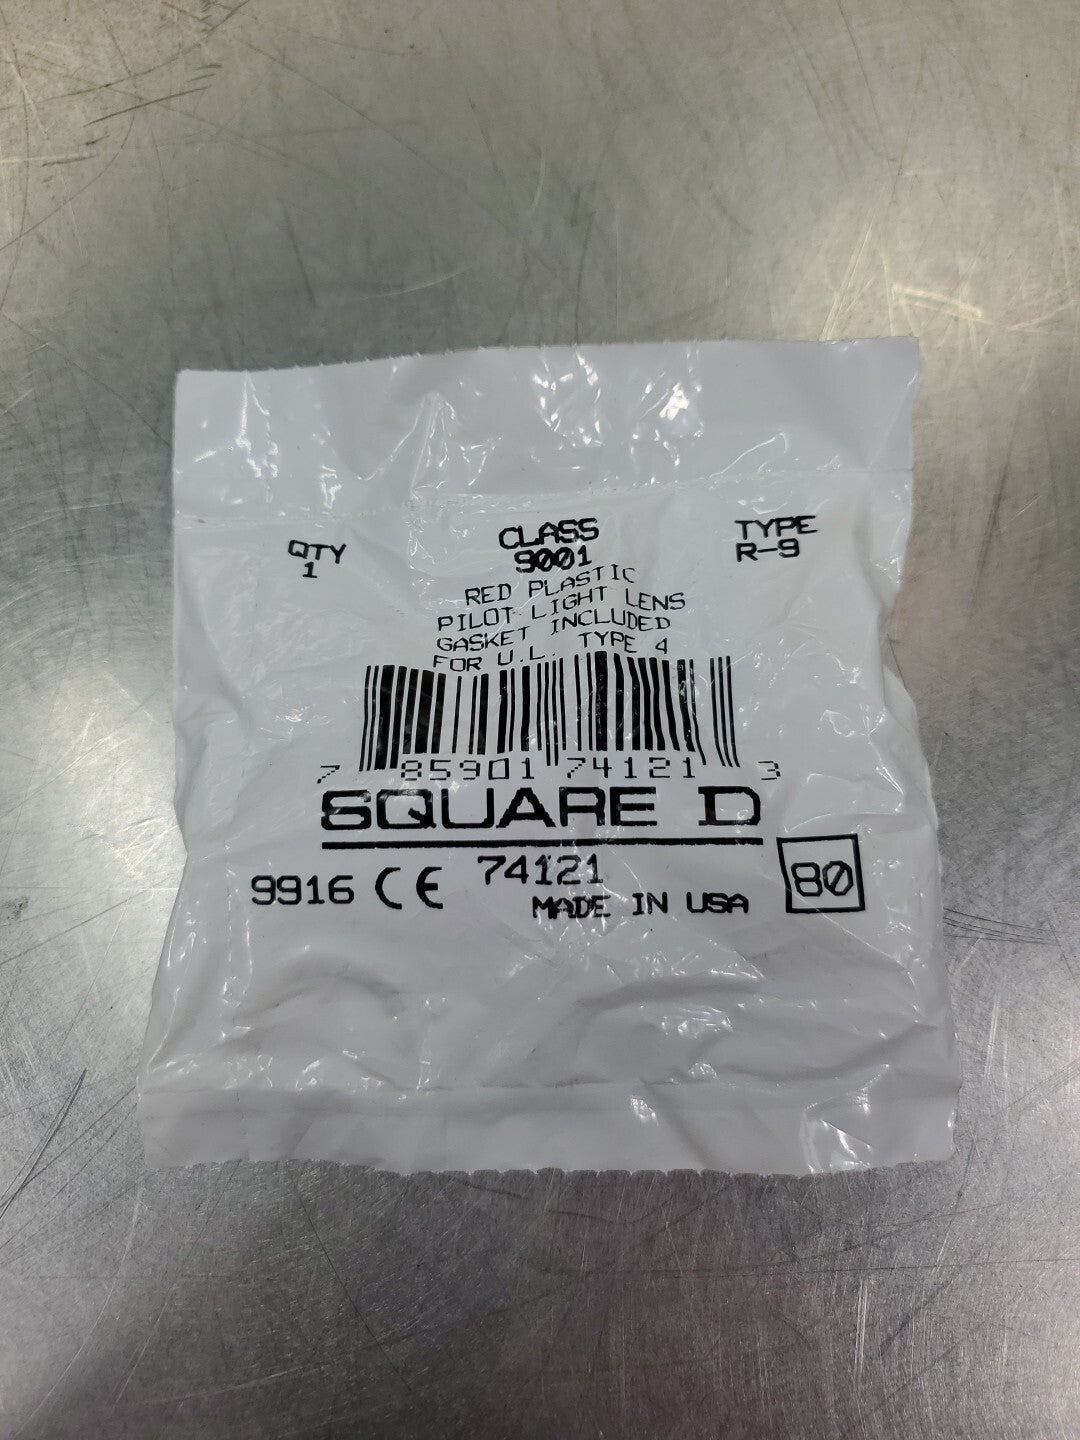 QTY
1
CLASS
9001
TYPE
R-9
RED PLASTIC
PILOT LIGHT LENS
GASKET INCLUDED
FOR U.L. TYPE 4
7 85901 74121 3
SQUARE D
9916 CE 74121
MADE IN USA
80